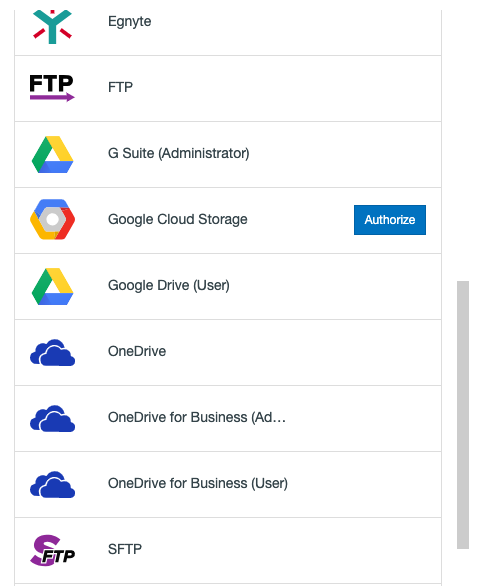 Egnyte
FTP
FTP
G Suite (Administrator)
Google Cloud Storage
Authorize
Google Drive (User)
OneDrive
OneDrive for Business (Ad…
OneDrive for Business (User)
SFTP
SFTP